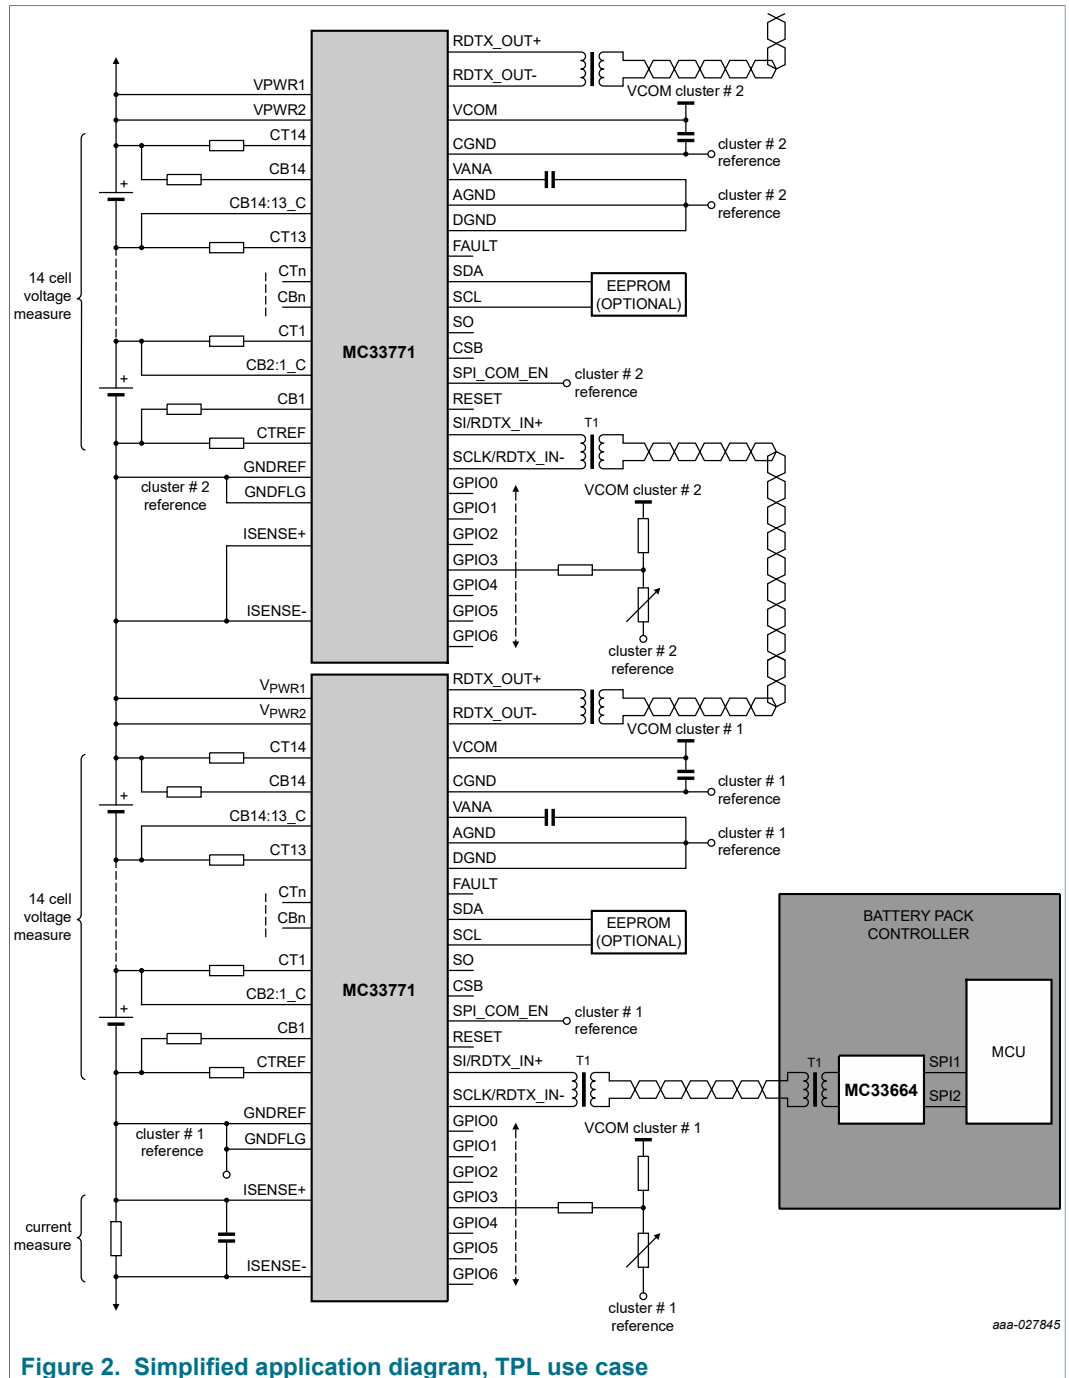 RDTX_OUT+
RDTX_OUT-
VCOM cluster # 2
VPWR1
VPWR2
VCOM
CT14
CGND
cluster # 2
reference
CB14
VANA
AGND
cluster # 2
reference
CB14:13_C
DGND
CT13
FAULT
14 cell
voltage
measure
CTn
SDA
CBn
SCL
EEPROM
(OPTIONAL)
SO
CT1
MC33771
CSB
CB2:1_C
SPI_COM_EN
cluster # 2
reference
CB1
RESET
CTREF
SI/RDTX_IN+
T1
GNDREF
SCLK/RDTX_IN-
cluster # 2
reference
GNDFLG
GPIO0
VCOM cluster # 2
GPIO1
ISENSE+
GPIO2
GPIO3
GPIO4
ISENSE-
GPIO5
GPIO6
cluster # 2
reference
VPWR1
RDTX_OUT+
VPWR2
RDTX_OUT-
VCOM cluster # 1
CT14
VCOM
CB14
CGND
cluster # 1
reference
CB14:13_C
VANA
AGND
cluster # 1
reference
CT13
DGND
14 cell
voltage
measure
CTn
FAULT
CBn
SDA
SCL
EEPROM
(OPTIONAL)
CT1
SO
CB2:1_C
MC33771
CSB
SPI_COM_EN
cluster # 1
reference
CB1
RESET
CTREF
SI/RDTX_IN+
T1
SCLK/RDTX_IN-
BATTERY PACK
CONTROLLER
T1
MC33664
SPI1
SPI2
MCU
GNDREF
cluster # 1
reference
GNDFLG
GPIO0
VCOM cluster # 1
GPIO1
GPIO2
ISENSE+
GPIO3
current
measure
GPIO4
GPIO5
ISENSE-
GPIO6
cluster # 1
reference
aaa-027845
Figure 2. Simplified application diagram, TPL use case